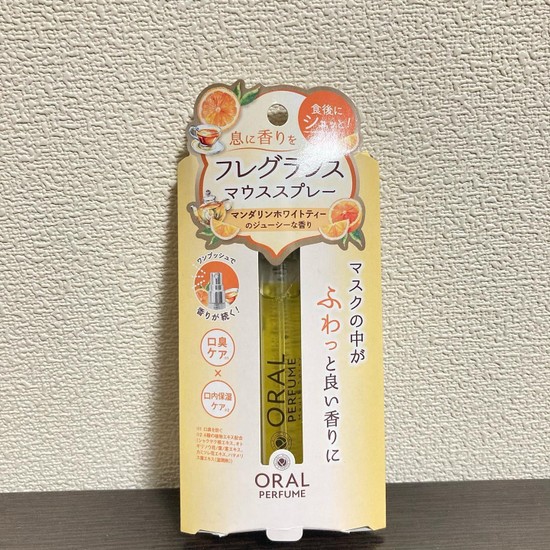 食後に
シュッと!
息に香りを
フレグランス
マウススプレー
マンダリンホワイトティー
のジューシーな香り
ワンプッシュで
香りが続く!
口臭
ケア
×
口内保湿
ケア
マスクの中が
ふわっと良い香りに
ORAL
PERFUME
ORAL
PERFUME